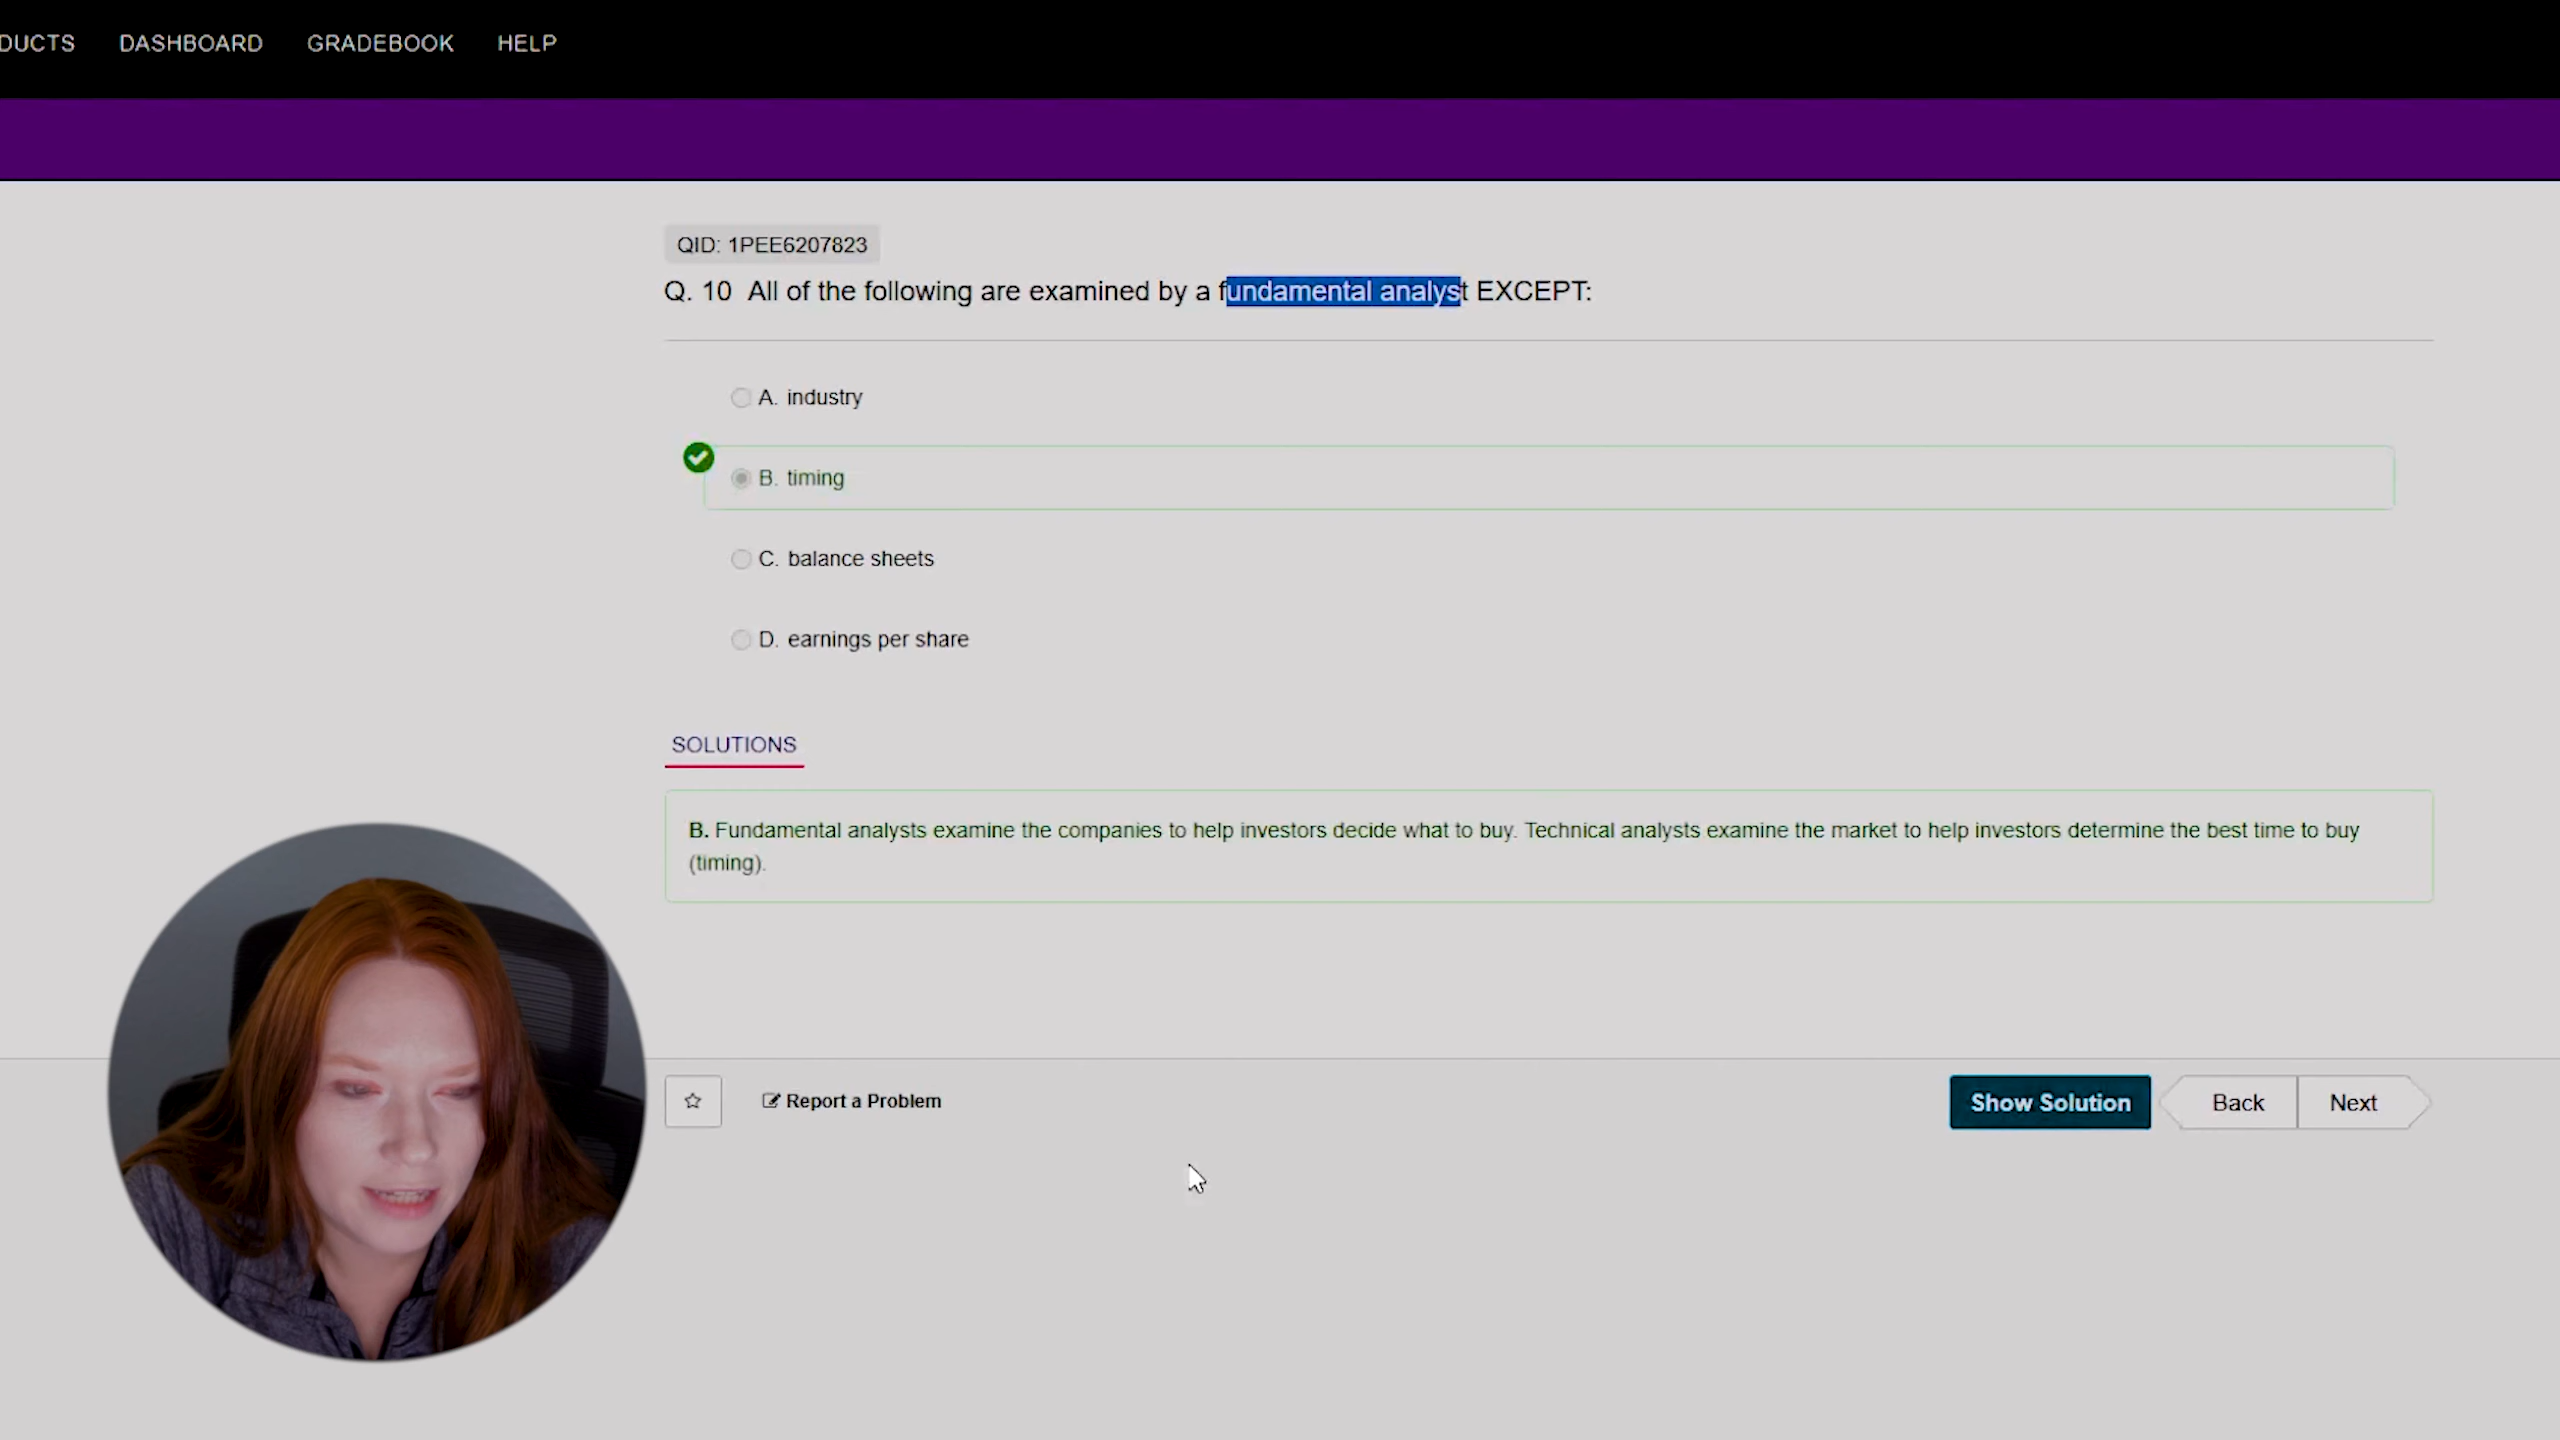 DUCTS DASHBOARD GRADEBOOK HELP
QID: 1PEE6207823
Q. 10 All of the following are examined by a fundamental analyst EXCEPT:
A. industry
B. timing
C. balance sheets
D. earnings per share
SOLUTIONS
B. Fundamental analysts examine the companies to help investors decide what to buy. Technical analysts examine the market to help investors determine the best time to buy
(timing).
Report a Problem
Show Solution Back Next